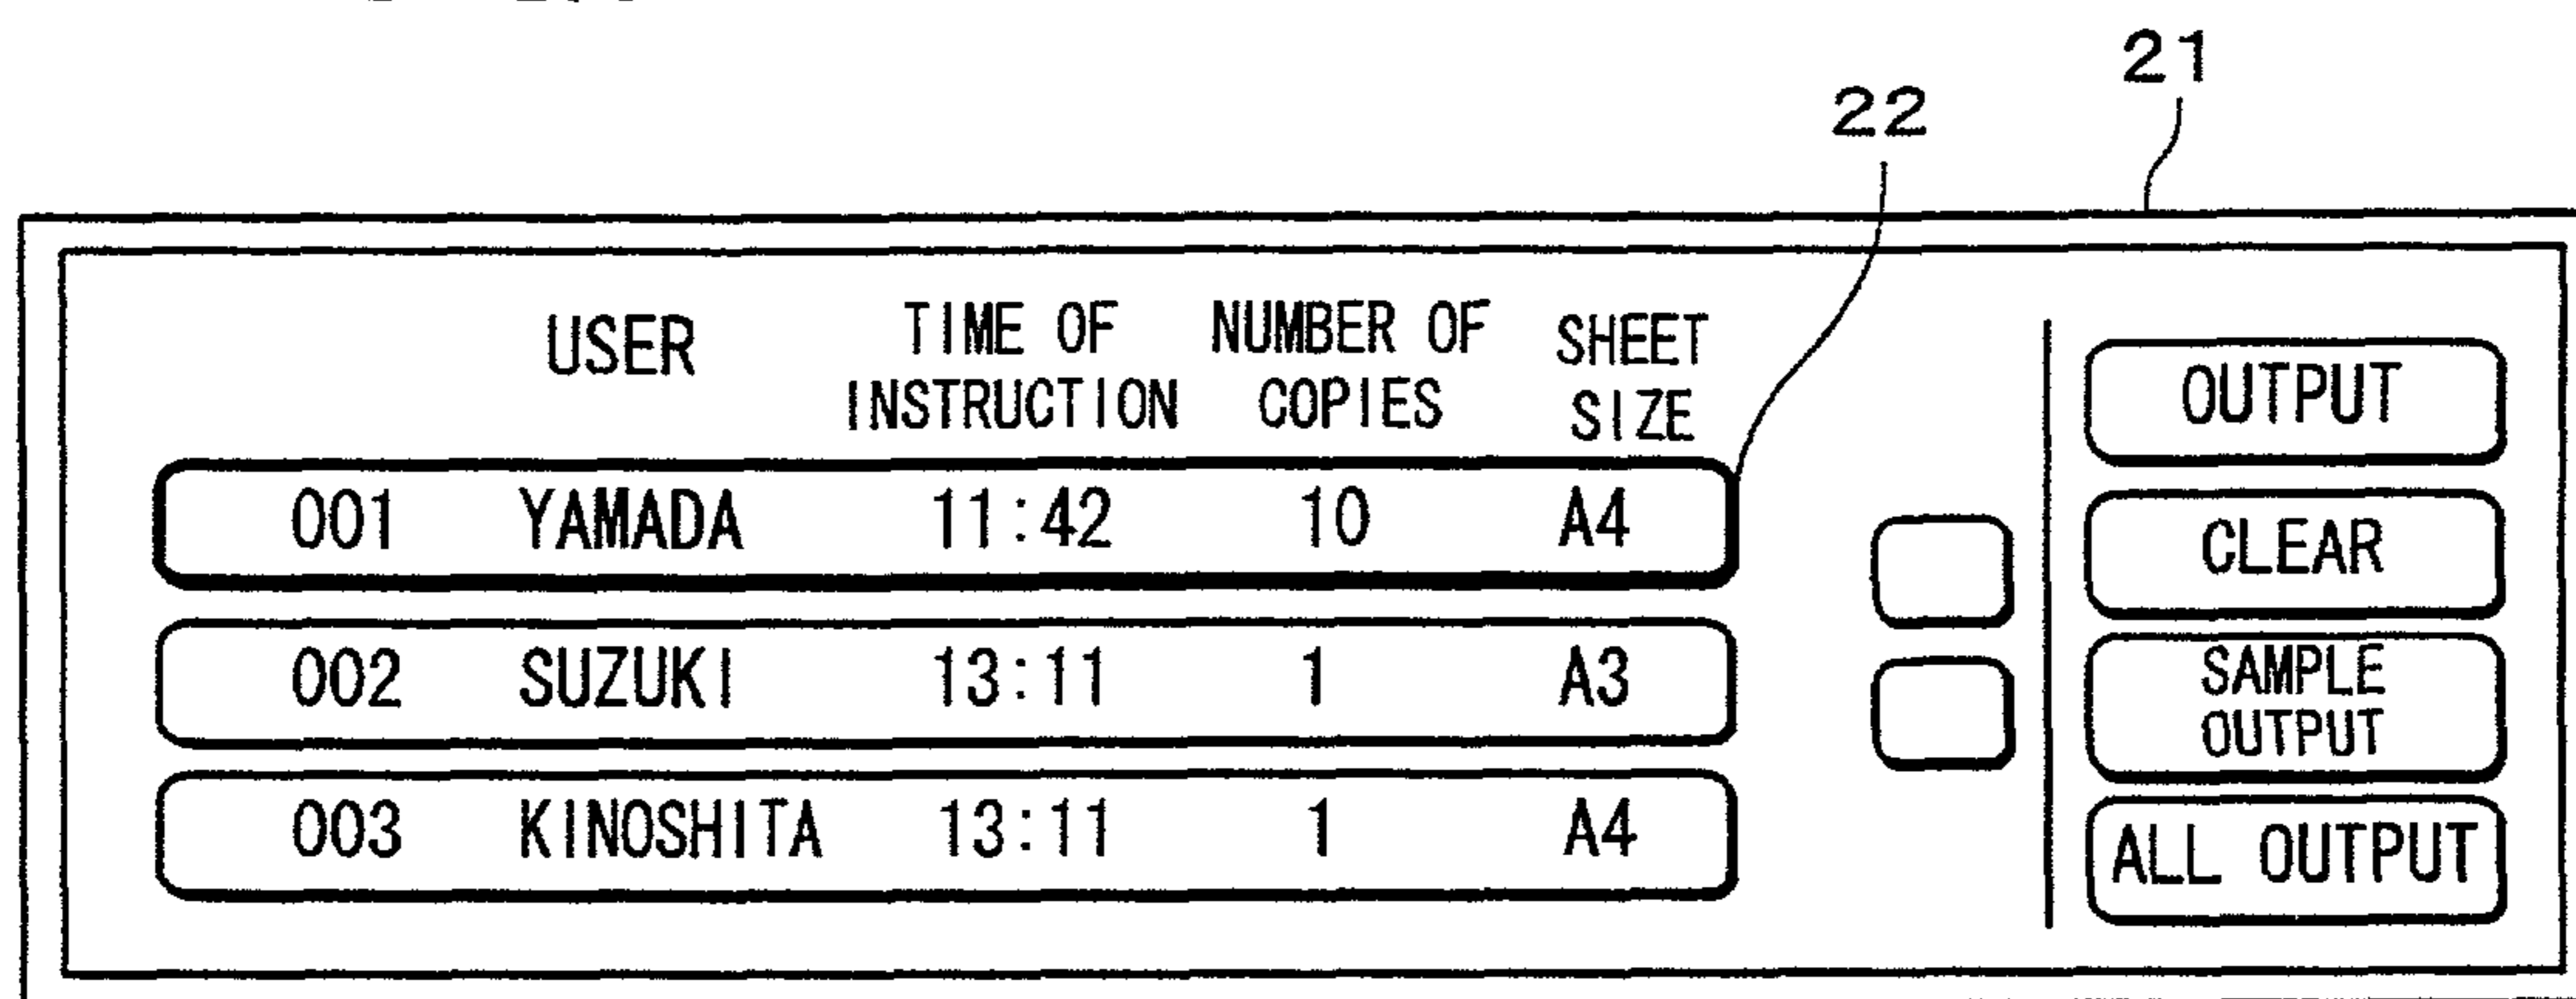 21
22
USER
TIME OF
INSTRUCTION
NUMBER OF
COPIES
SHEET
SIZE
001 YAMADA 11:42 10 A4
002 SUZUKI 13:11 1 A3
003 KINOSHITA 13:11 1 A4
OUTPUT
CLEAR
SAMPLE
OUTPUT
ALL OUTPUT